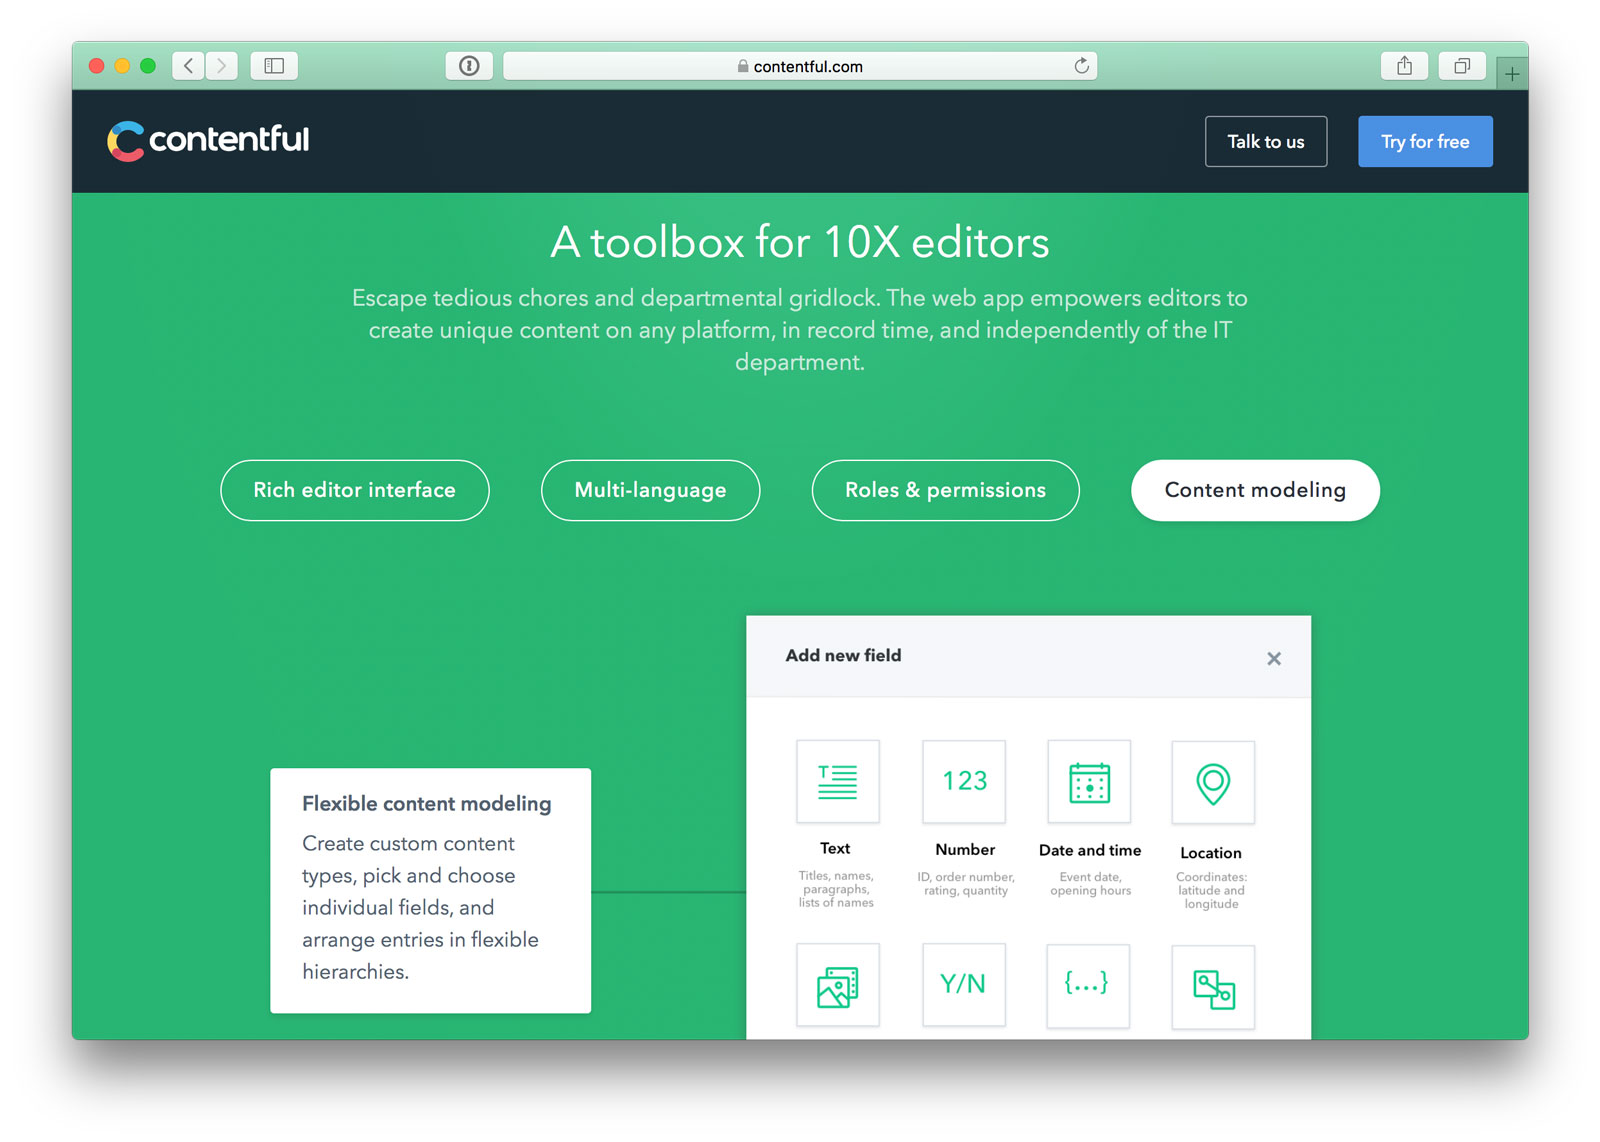 contentful.com
contentful
Talk to us
Try for free
A toolbox for 10X editors
Escape tedious chores and departmental gridlock. The web app empowers editors to
create unique content on any platform, in record time, and independently of the IT
department.
Rich editor interface
Multi-language
Roles & permissions
Content modeling
Add new field
Flexible content modeling
Create custom content
types, pick and choose
individual fields, and
arrange entries in flexible
hierarchies.
T
123
Text
Titles, names,
paragraphs,
lists of names
Number
ID, order number,
rating, quantity
Date and time
Event date,
opening hours
Location
Coordinates:
latitude and
longitude
Y/N
{...}